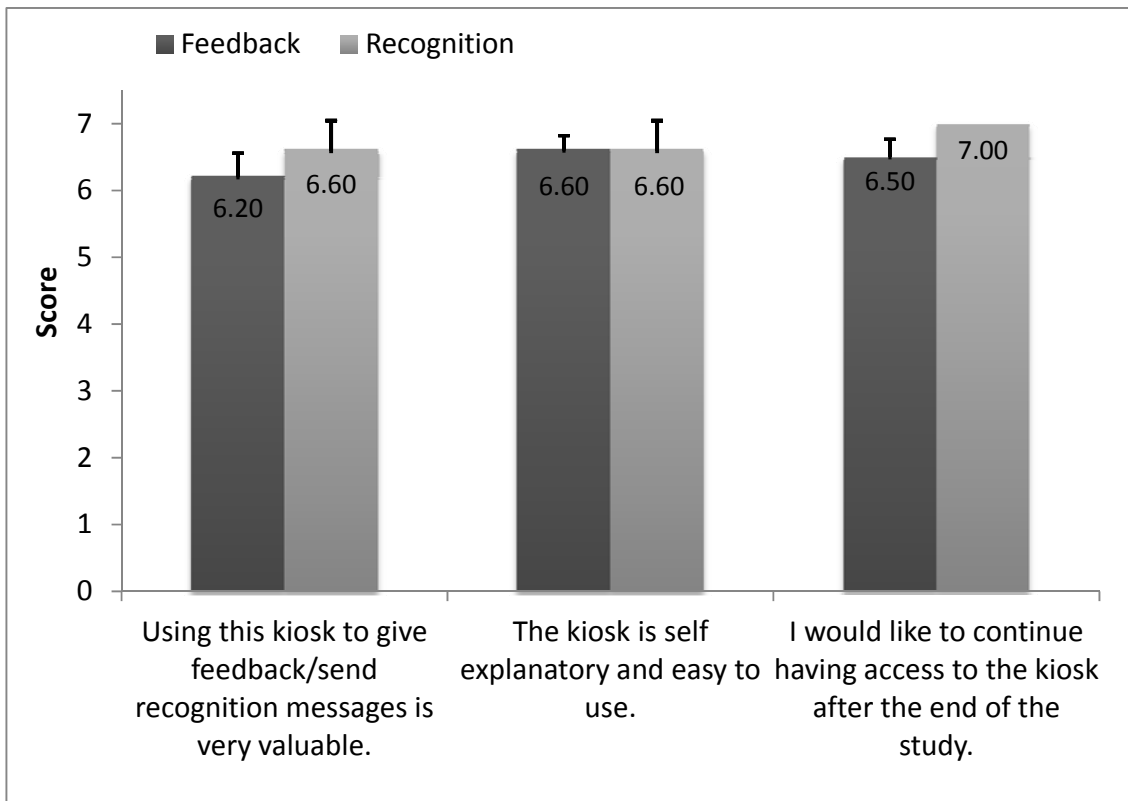 Feedback Recognition
7
6
5
4
3
2
1
0
Score
6.20
6.60
6.60
6.60
6.50
7.00
Using this kiosk to give
feedback/send
recognition messages is
very valuable.
The kiosk is self
explanatory and easy to
use.
I would like to continue
having access to the kiosk
after the end of the
study.